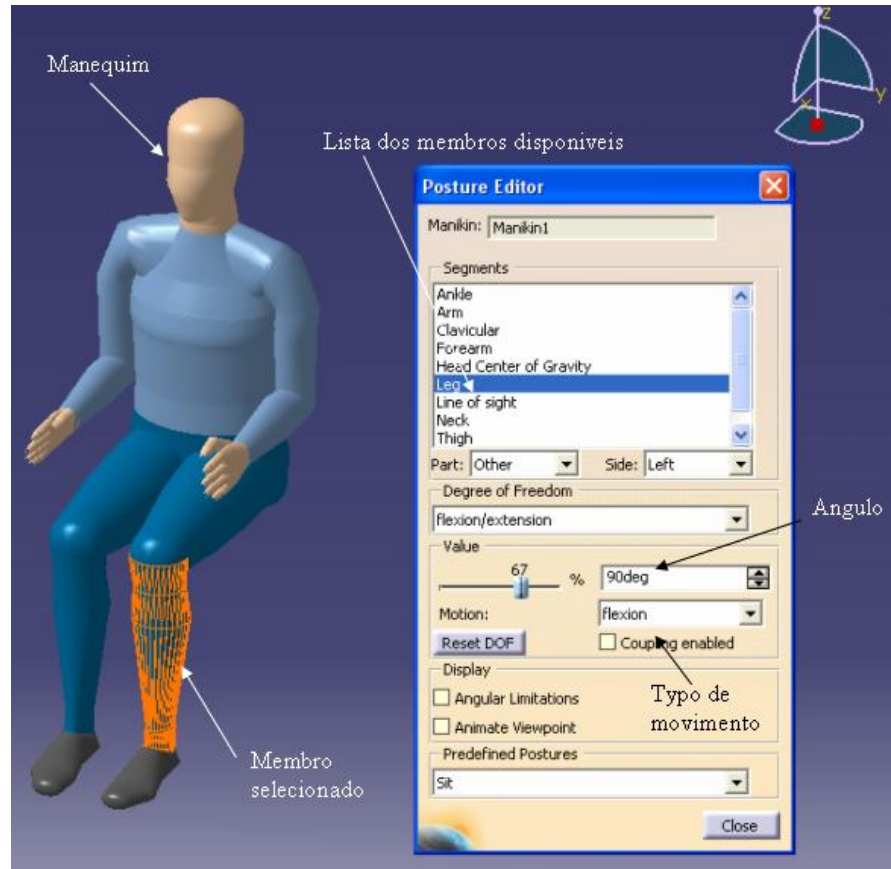 z
y
x
Manequim
Lista dos membros disponiveis
Posture Editor
Manikin: Manikin1
Segments
Ankle
Arm
Clavicular
Forearm
Head Center of Gravity
Leg
Line of sight
Neck
Thigh
Part: Other Side: Left
Degree of Freedom
flexion/extension
Angulo
Value
67 % 90deg
Motion: flexion
Reset DOF Coupling enabled
Display
Angular Limitations
Animate Viewpoint
Typo de
movimento
Predefined Postures
Sit
Close
Membro
selecionado